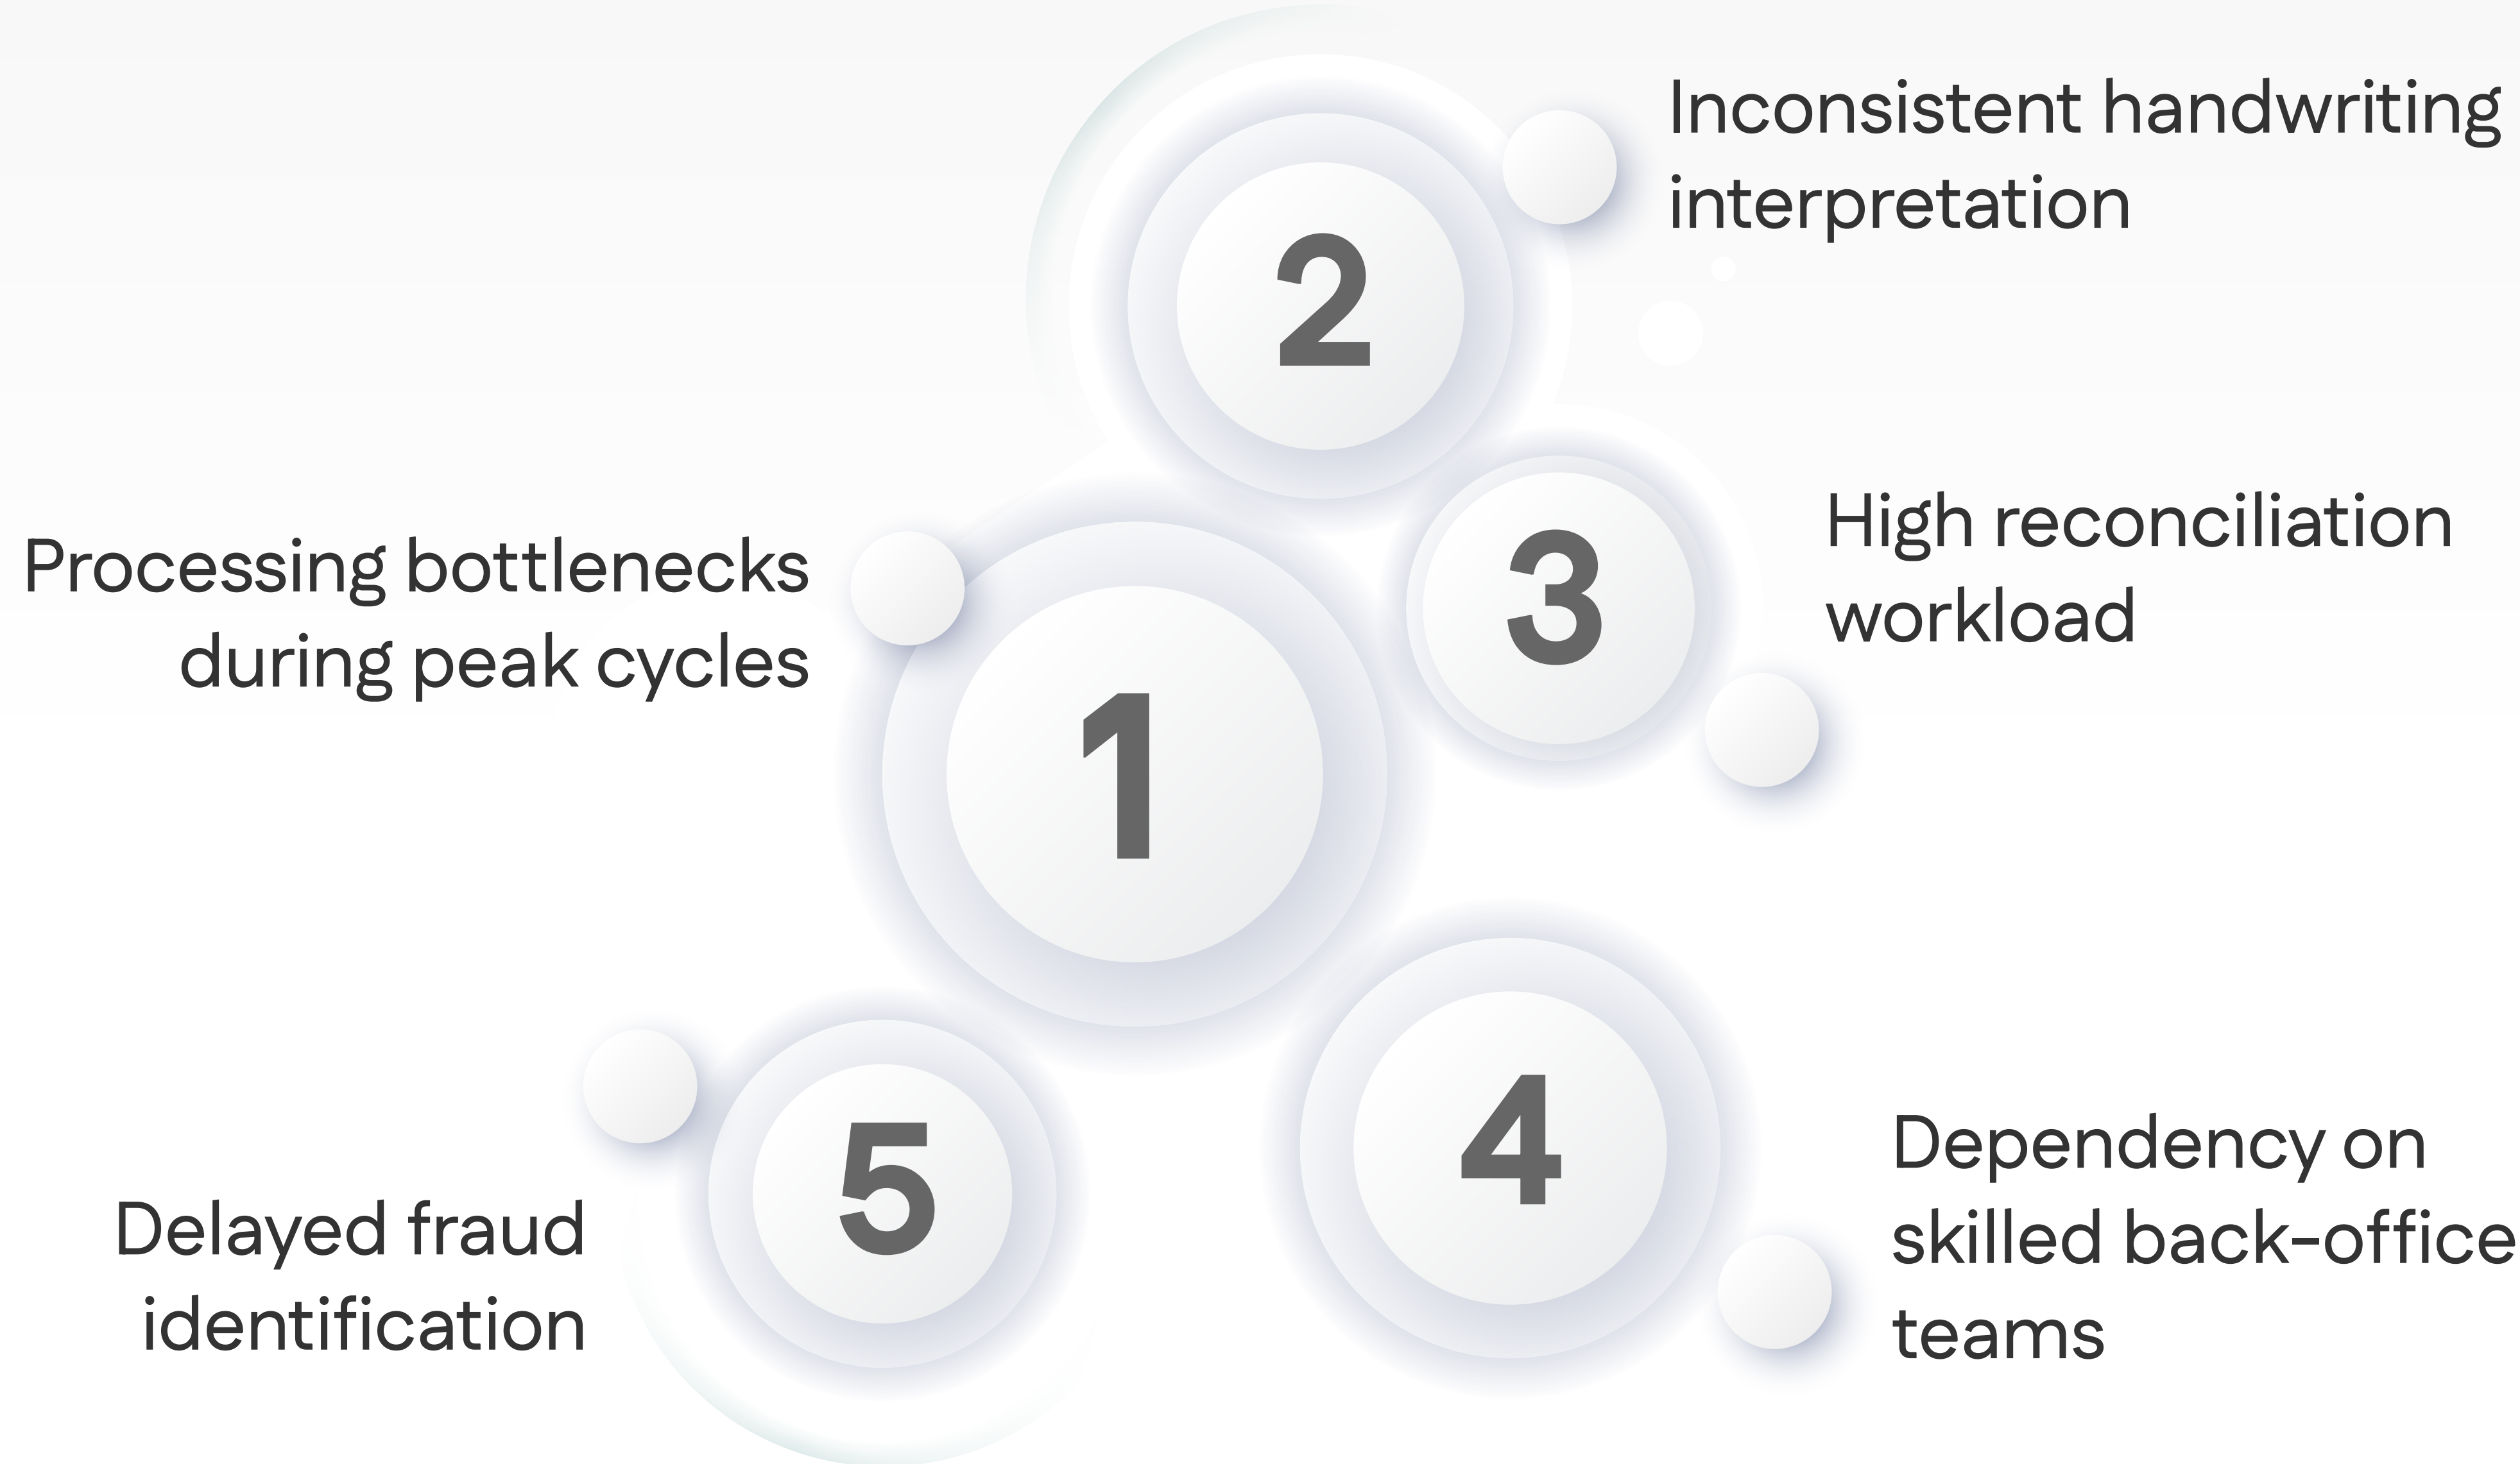 1
Processing bottlenecks
during peak cycles
2
Inconsistent handwriting
interpretation
3
High reconciliation
workload
4
Dependency on
skilled back-office
teams
5
Delayed fraud
identification